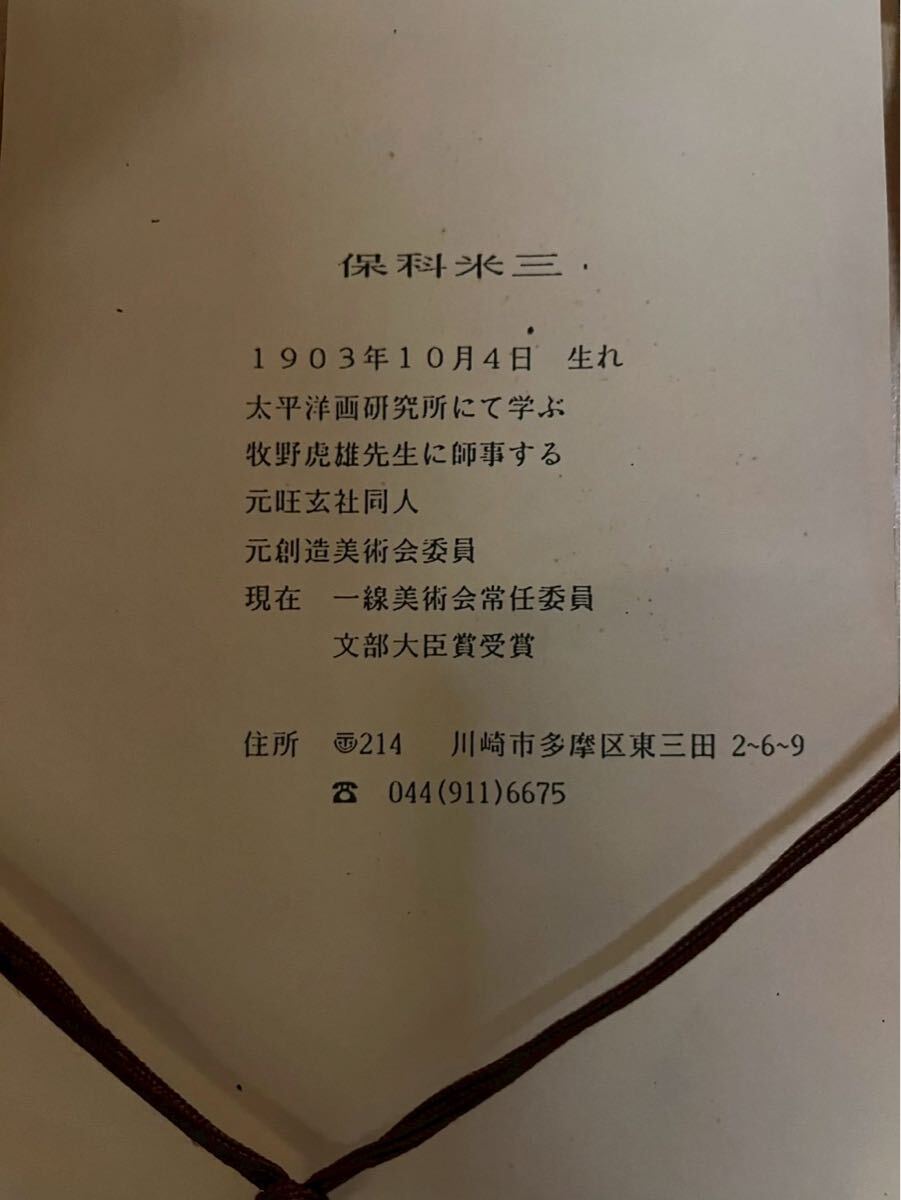 保科米三
1903年10月4日 生れ
太平洋画研究所にて学ぶ
牧野虎雄先生に師事する
元旺玄社同人
元創造美術会委員
現在 一線美術会常任委員
文部大臣賞受賞
住所 〠214 川崎市多摩区東三田 2~6~9
☎ 044(911)6675